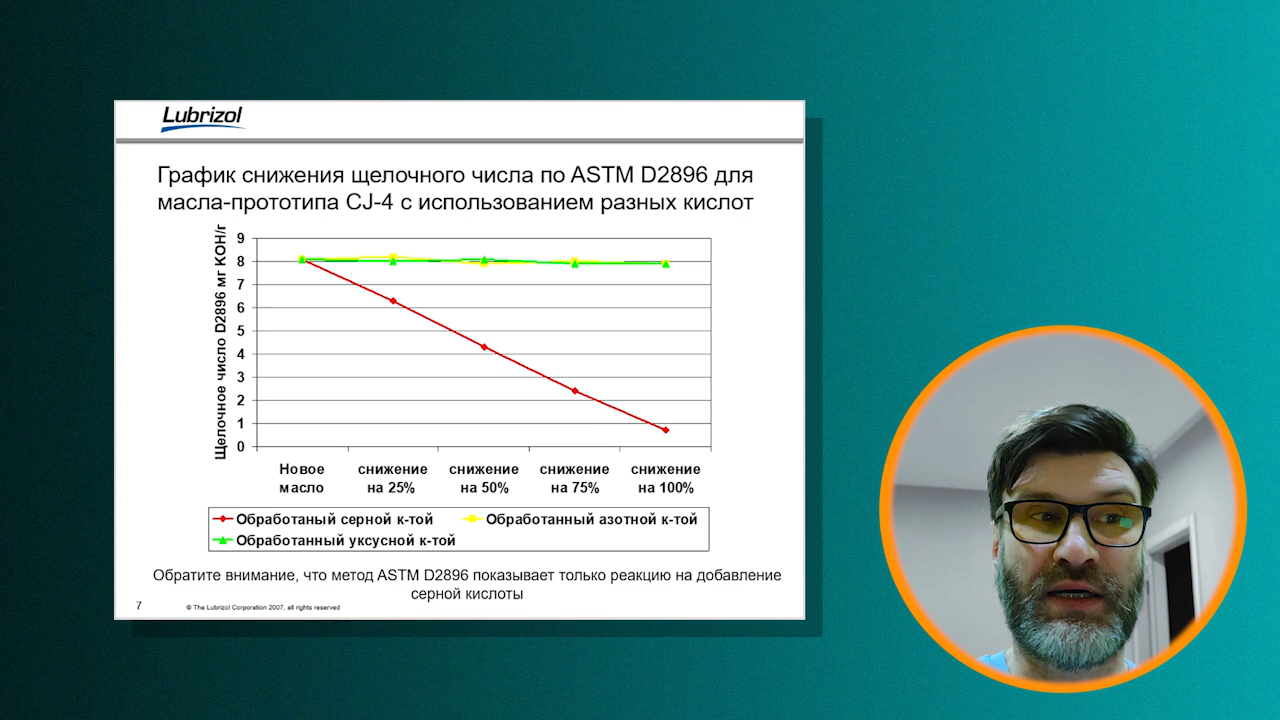 Lubrizol
График снижения щелочного числа по ASTM D2896 для
масла-прототипа CJ-4 с использованием разных кислот
Щелочное число D2896 мг КОН/г
9
8
7
6
5
4
3
2
1
0
Новое масло
снижение на 25%
снижение на 50%
снижение на 75%
снижение на 100%
Обработаный серной к-той
Обработанный азотной к-той
Обработанный уксусной к-той
Обратите внимание, что метод ASTM D2896 показывает только реакцию на добавление
серной кислоты
7
© The Lubrizol Corporation 2007, all rights reserved